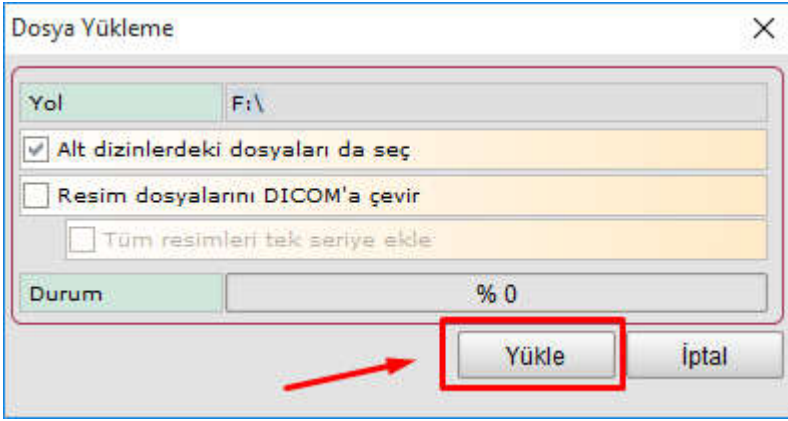 Dosya Yükleme
Yol F:\
Alt dizinlerdeki dosyaları da seç
Resim dosyalarını DICOM'a çevir
Tüm resimleri tek seriye ekle
Durum % 0
Yükle İptal